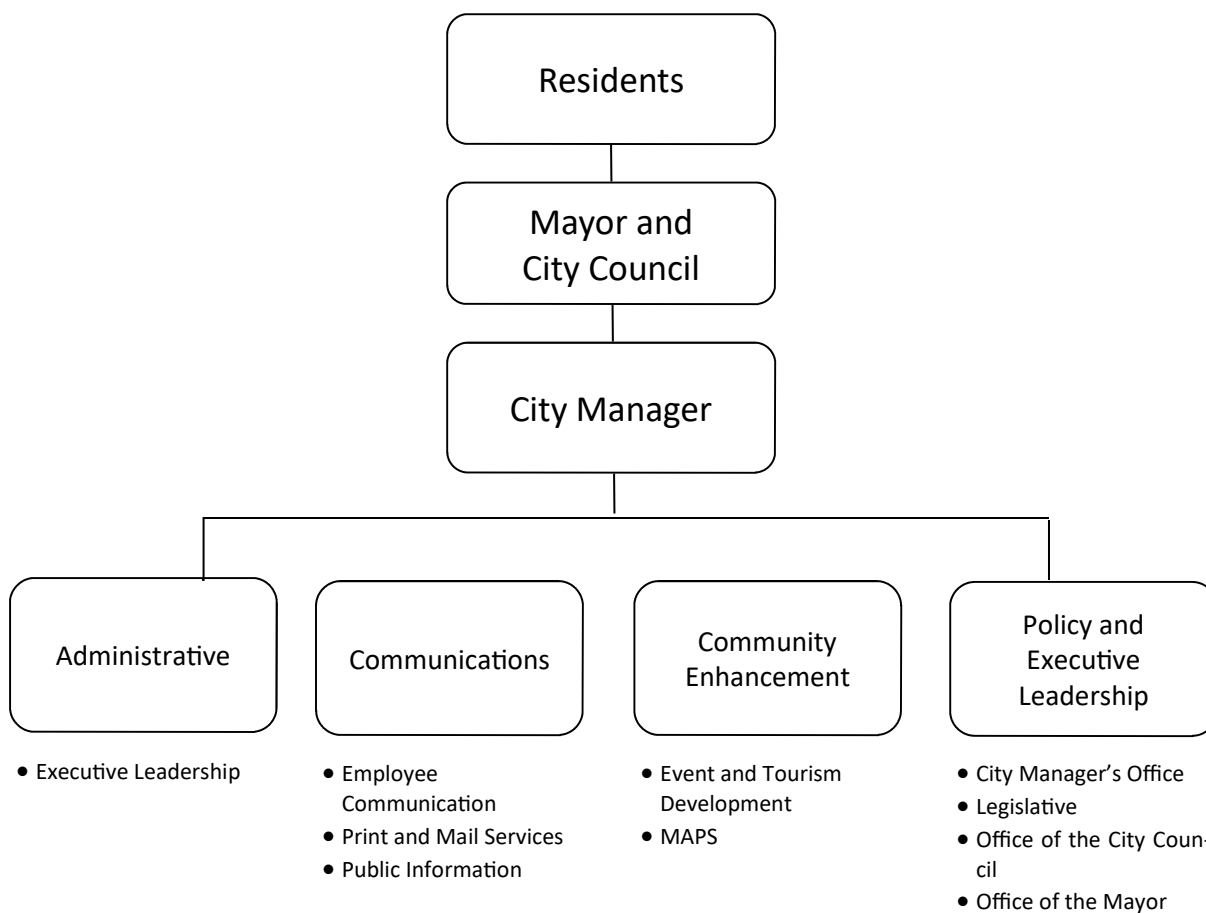 Residents
Mayor and
City Council
City Manager
Administrative
Communications
Community
Enhancement
Policy and
Executive
Leadership
• Executive Leadership
• Employee
Communication
• Print and Mail Services
• Public Information
• Event and Tourism
Development
• MAPS
• City Manager’s Office
• Legislative
• Office of the City Coun-
cil
• Office of the Mayor